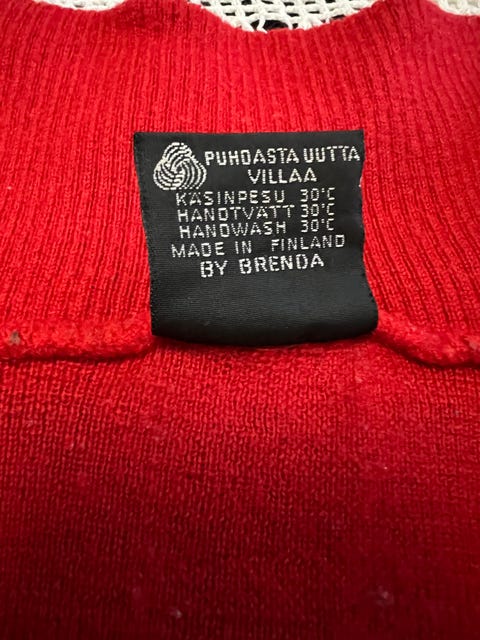 PUHDASTA UUTTA
VILLAA
KÄSINPESU 30°C
HANDTVÄTT 30°C
HANDWASH 30°C
MADE IN FINLAND
BY BRENDA